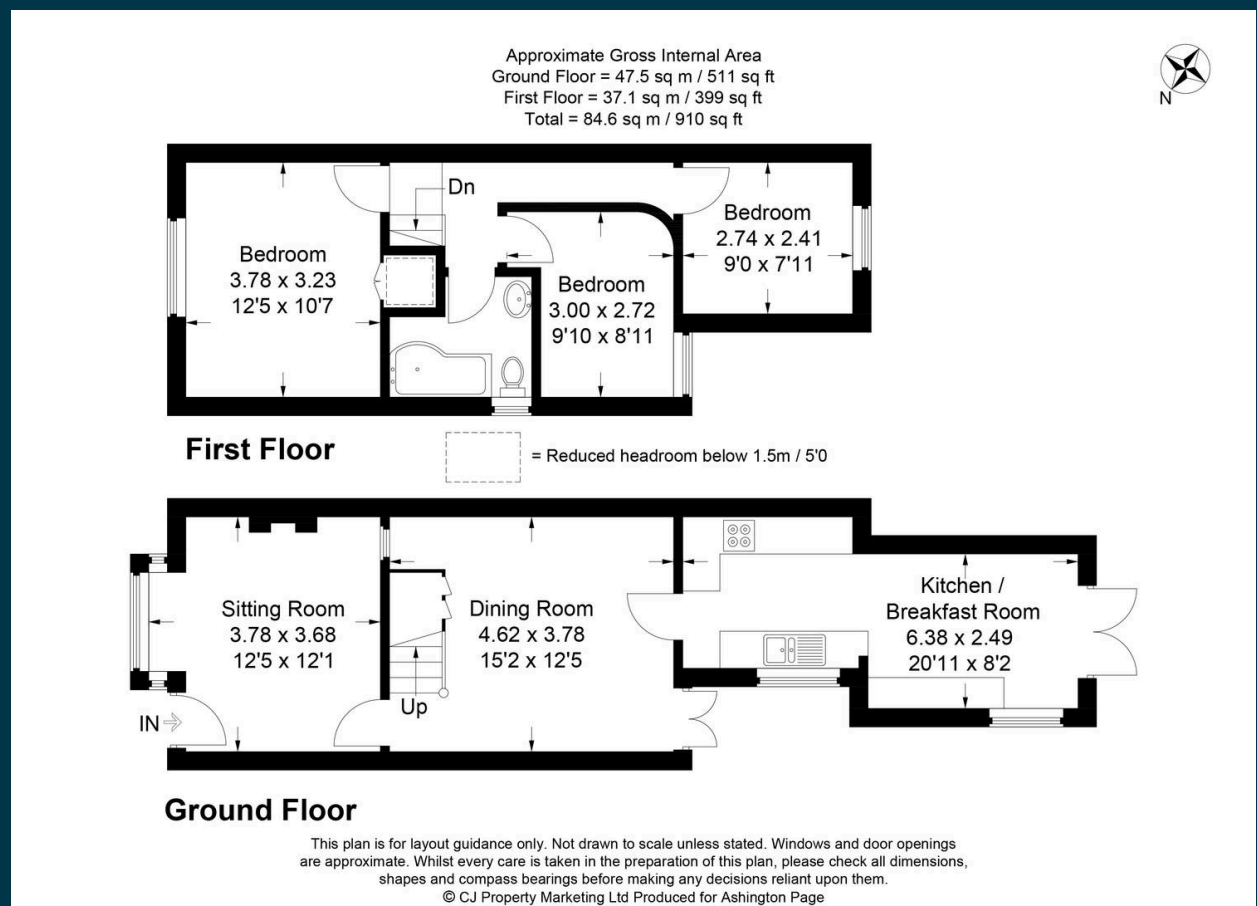 Approximate Gross Internal Area
Ground Floor = 47.5 sq m / 511 sq ft
First Floor = 37.1 sq m / 399 sq ft
Total = 84.6 sq m / 910 sq ft
N
Dn
Bedroom
3.78 x 3.23
12'5 x 10'7
Bedroom
3.00 x 2.72
9'10 x 8'11
Bedroom
2.74 x 2.41
9'0 x 7'11
First Floor
= Reduced headroom below 1.5m / 5'0
Sitting Room
3.78 x 3.68
12'5 x 12'1
Dining Room
4.62 x 3.78
15'2 x 12'5
Kitchen /
Breakfast Room
6.38 x 2.49
20'11 x 8'2
Up
IN
Ground Floor
This plan is for layout guidance only. Not drawn to scale unless stated. Windows and door openings
are approximate. Whilst every care is taken in the preparation of this plan, please check all dimensions,
shapes and compass bearings before making any decisions reliant upon them.
© CJ Property Marketing Ltd Produced for Ashington Page